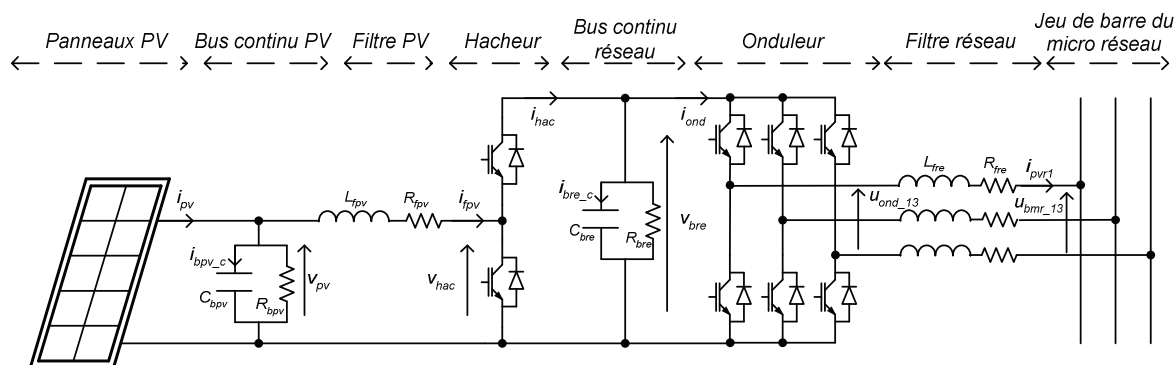 Panneaux PV
Bus continu PV
Filtre PV
Hacheur
Bus continu
réseau
Onduleur
Filtre réseau
Jeu de barre du
micro réseau
i_hac
i_ond
i_pv
L_fpv
R_fpv
i_fpv
i_bpv_c
C_bpv
R_bpv
v_pv
v_hac
i_bre_c
C_bre
R_bre
v_bre
L_fre
R_fre
i_pvr1
u_ond_13
u_bmr_13